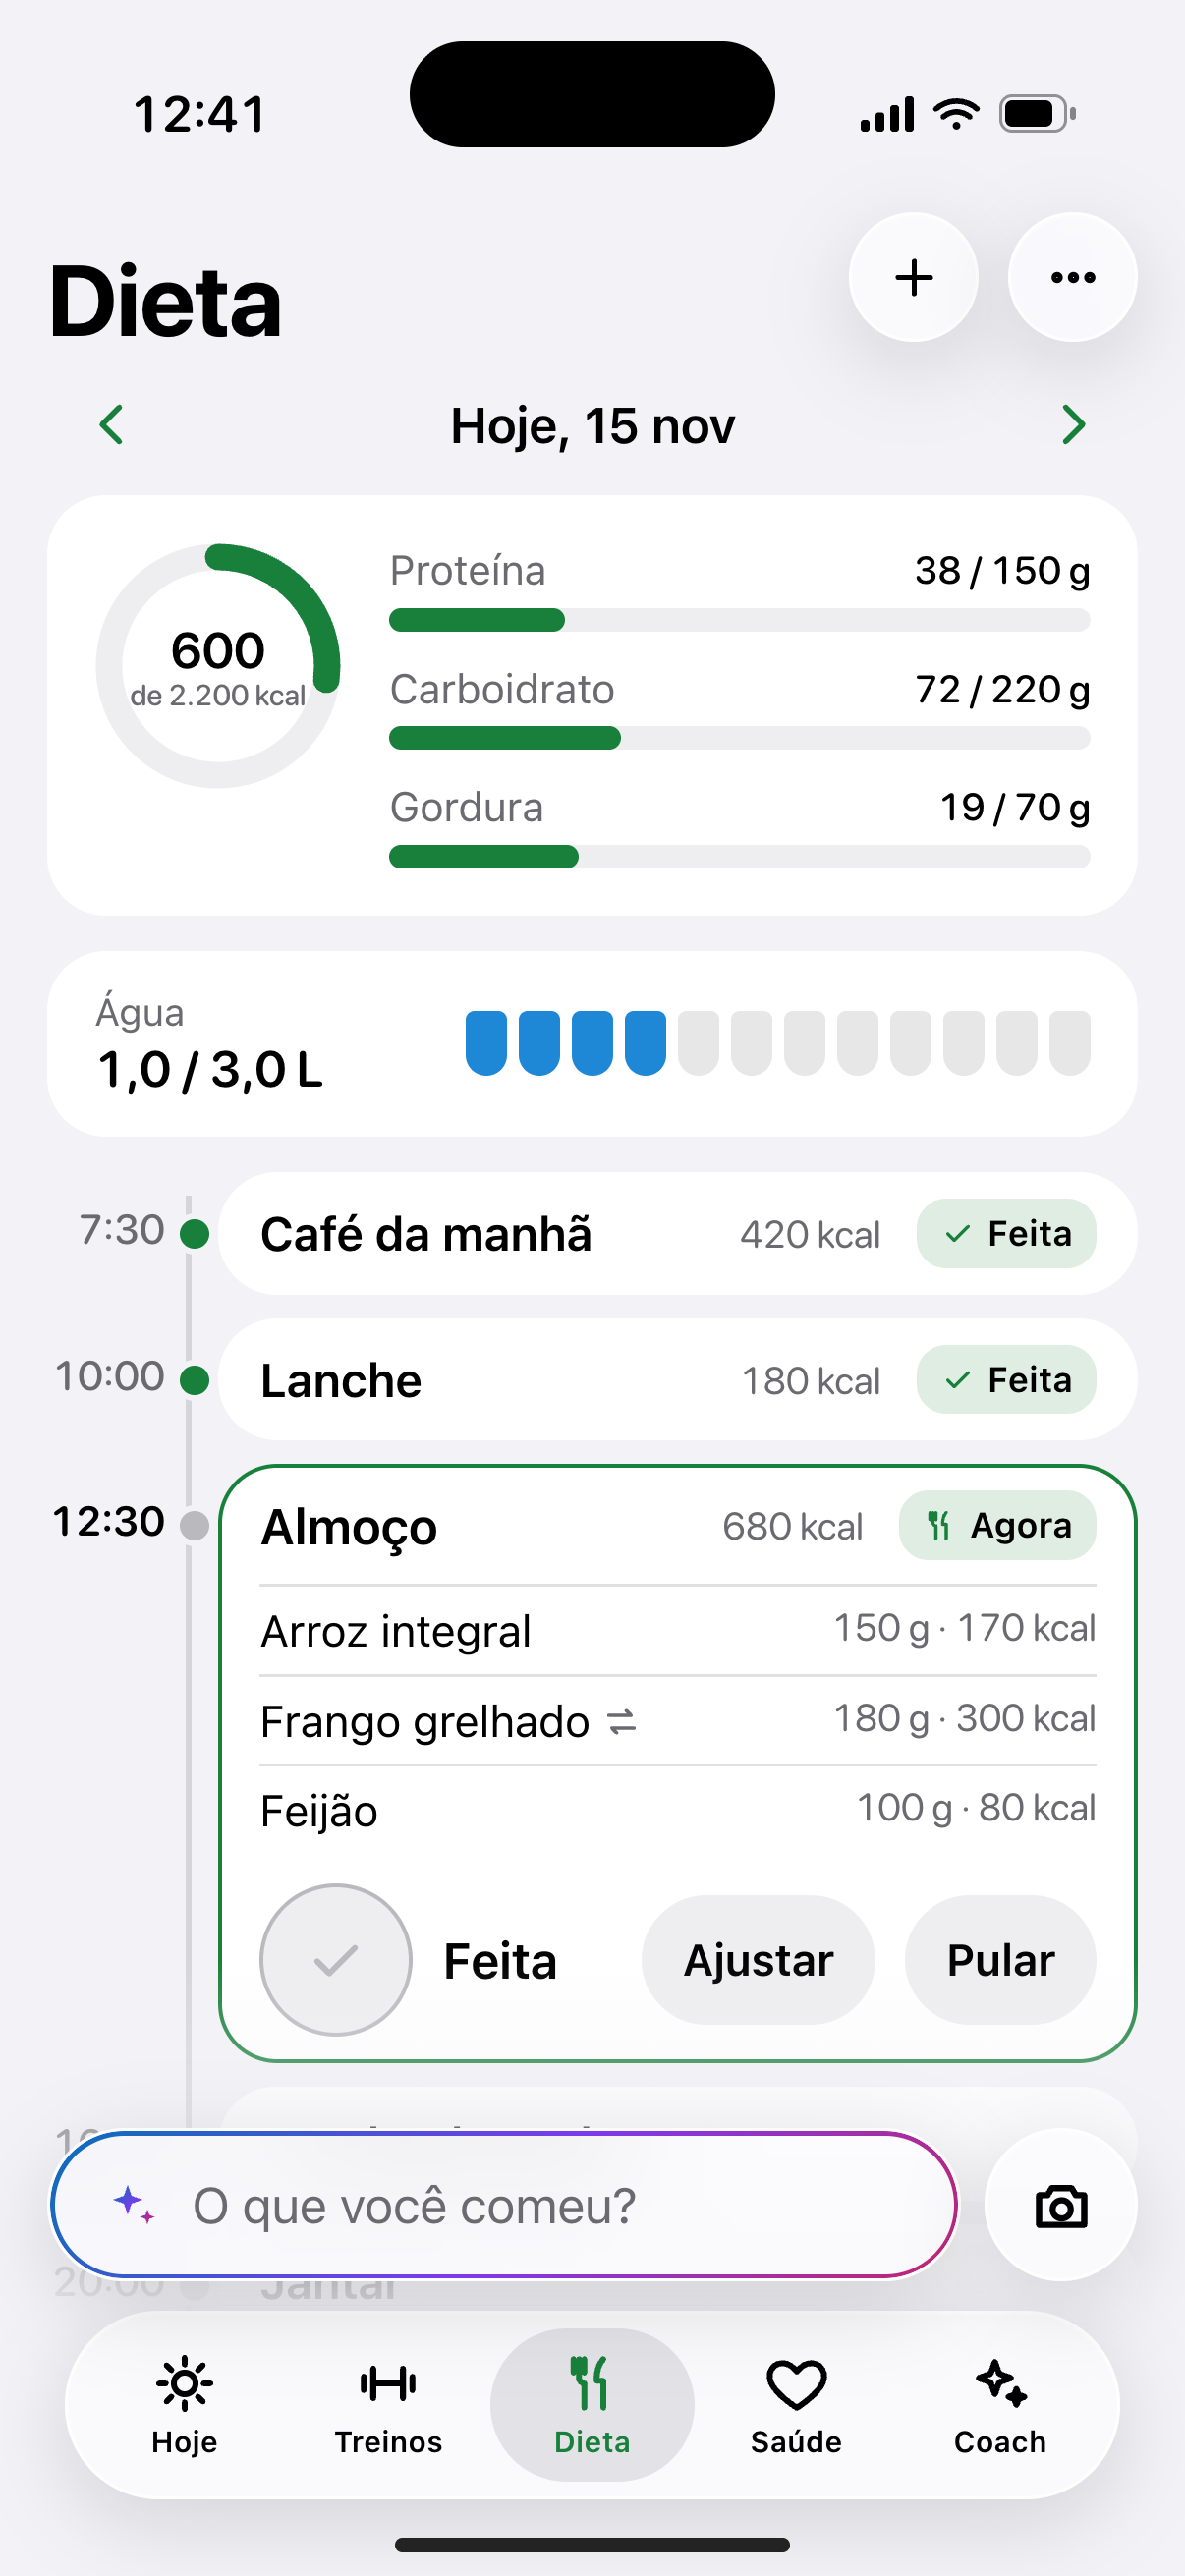 12:41
Dieta
Hoje, 15 nov
600
de 2.200 kcal
Proteína 38 / 150 g
Carboidrato 72 / 220 g
Gordura 19 / 70 g
Água
1,0 / 3,0 L
7:30 Café da manhã 420 kcal Feita
10:00 Lanche 180 kcal Feita
12:30 Almoço 680 kcal Agora
Arroz integral 150 g · 170 kcal
Frango grelhado 180 g · 300 kcal
Feijão 100 g · 80 kcal
Feita Ajustar Pular
O que você comeu?
20:00 Jantar
Hoje Treinos Dieta Saúde Coach